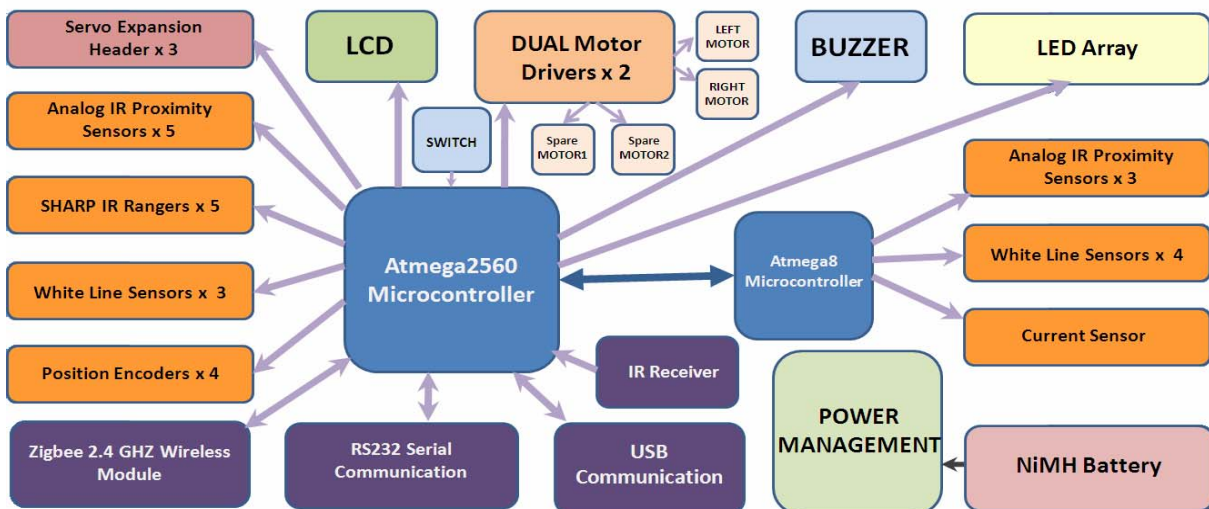 Servo Expansion
Header x 3
LCD
DUAL Motor
Drivers x 2
LEFT
MOTOR
RIGHT
MOTOR
BUZZER
LED Array
Analog IR Proximity
Sensors x 5
SWITCH
Spare
MOTOR1
Spare
MOTOR2
Analog IR Proximity
Sensors x 3
SHARP IR Rangers x 5
Atmega2560
Microcontroller
Atmega8
Microcontroller
White Line Sensors x 4
White Line Sensors x 3
Current Sensor
Position Encoders x 4
IR Receiver
POWER
MANAGEMENT
Zigbee 2.4 GHZ Wireless
Module
RS232 Serial
Communication
USB
Communication
NiMH Battery